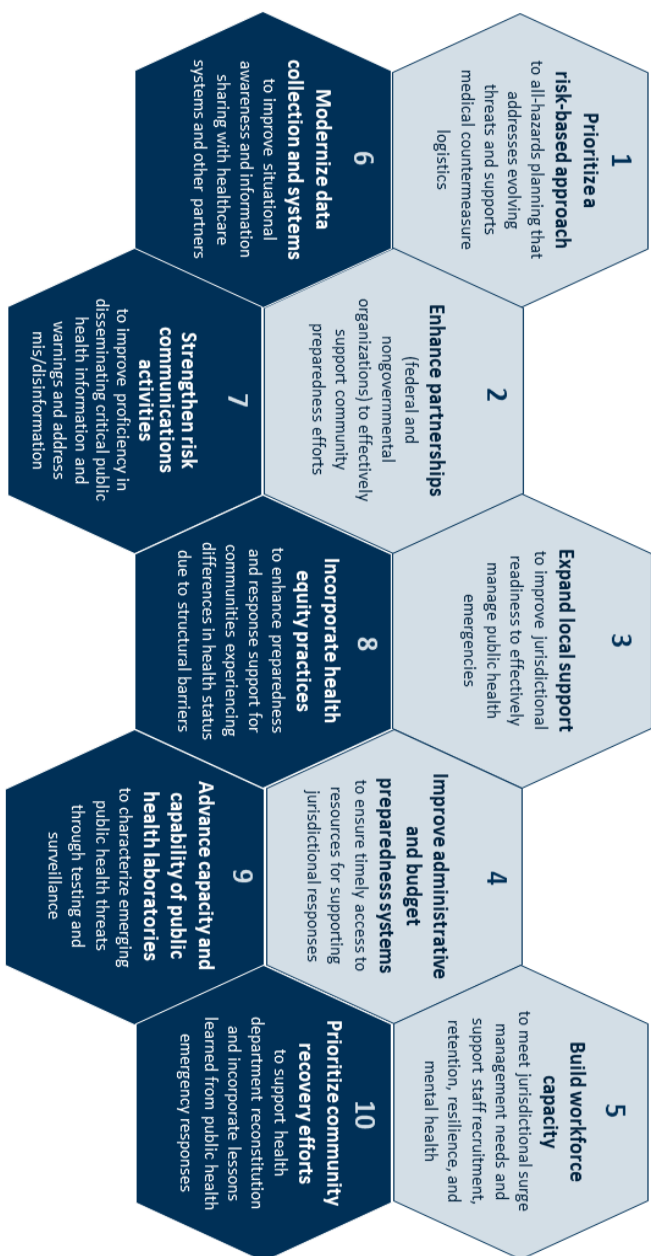 1
Prioritize a
risk-based approach
to all-hazards planning that
addresses evolving
threats and supports
medical countermeasure
logistics
2
Enhance partnerships
(federal and
nongovernmental
organizations) to effectively
support community
preparedness efforts
3
Expand local support
to improve jurisdictional
readiness to effectively
manage public health
emergencies
4
Improve administrative
and budget
preparedness systems
to ensure timely access to
resources for supporting
jurisdictional responses
5
Build workforce
capacity
to meet jurisdictional surge
management needs and
support staff recruitment,
retention, resilience, and
mental health
6
Modernize data
collection and systems
to improve situational
awareness and information
sharing with healthcare
systems and other partners
7
Strengthen risk
communications
activities
to improve proficiency in
disseminating critical public
health information and
warnings and address
mis/disinformation
8
Incorporate health
equity practices
to enhance preparedness
and response support for
communities experiencing
differences in health status
due to structural barriers
9
Advance capacity and
capability of public
health laboratories
to characterize emerging
public health threats
through testing and
surveillance
10
Prioritize community
recovery efforts
to support health
department reconstitution
and incorporate lessons
learned from public health
emergency responses